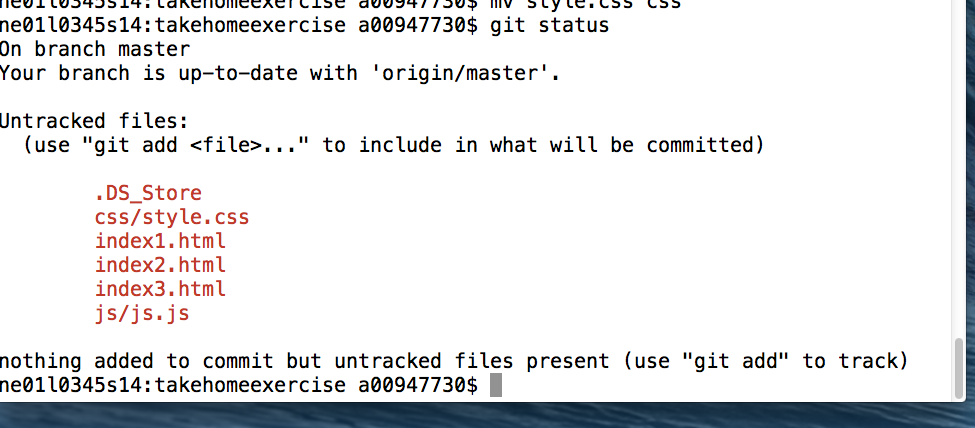 ne01l0345s14:takehomeexercise a00947730$ mv style.css css
ne01l0345s14:takehomeexercise a00947730$ git status
On branch master
Your branch is up-to-date with 'origin/master'.
Untracked files:
(use "git add <file>..." to include in what will be committed)
.DS_Store
css/style.css
index1.html
index2.html
index3.html
js/js.js
nothing added to commit but untracked files present (use "git add" to track)
ne01l0345s14:takehomeexercise a00947730$